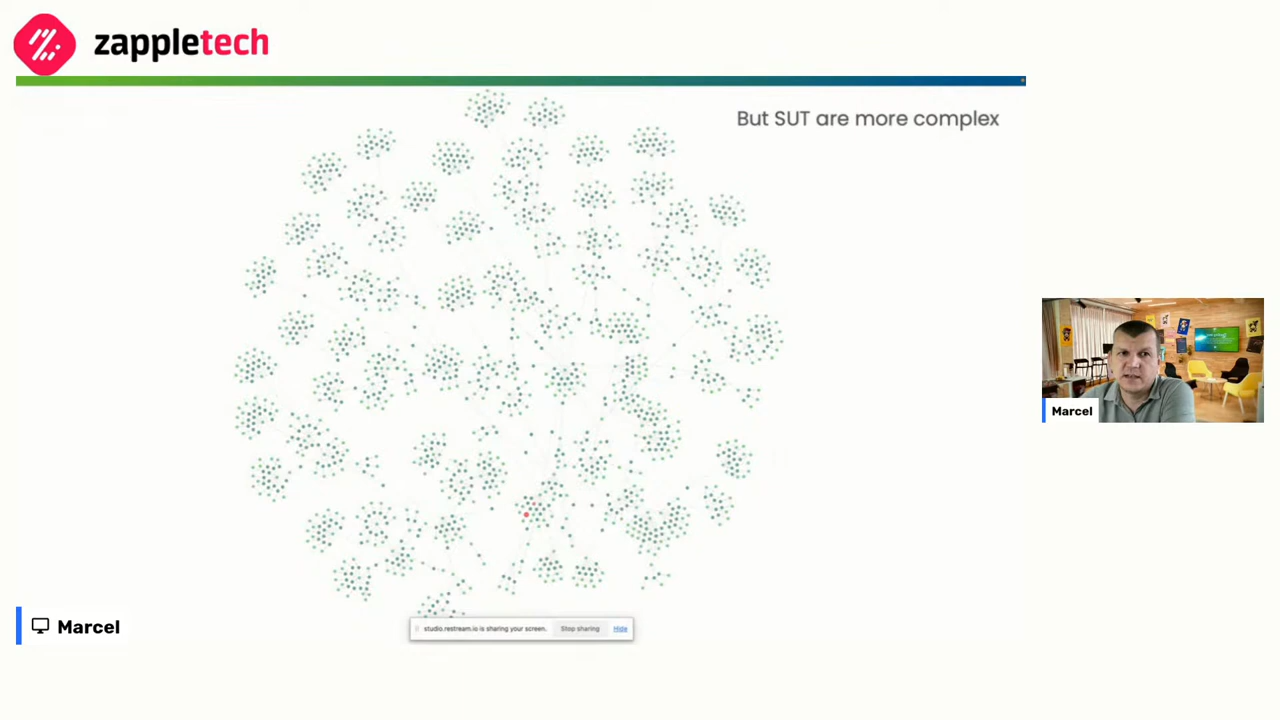 zappletech
But SUT are more complex
Marcel
Marcel
studio.restream.io is sharing your screen.
Stop sharing
Hide